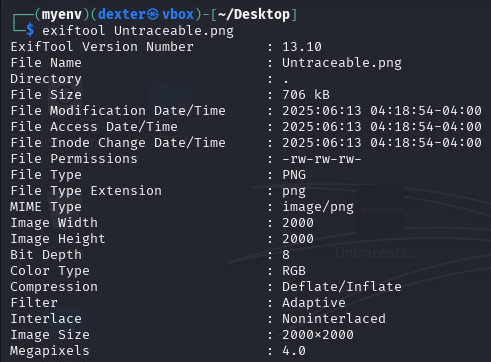 (myenv)(dexter㉿vbox)-[~/Desktop]
$ exiftool Untraceable.png
ExifTool Version Number : 13.10
File Name : Untraceable.png
Directory : .
File Size : 706 kB
File Modification Date/Time : 2025:06:13 04:18:54-04:00
File Access Date/Time : 2025:06:13 04:18:54-04:00
File Inode Change Date/Time : 2025:06:13 04:18:54-04:00
File Permissions : -rw-rw-rw-
File Type : PNG
File Type Extension : png
MIME Type : image/png
Image Width : 2000
Image Height : 2000
Bit Depth : 8
Color Type : RGB
Compression : Deflate/Inflate
Filter : Adaptive
Interlace : Noninterlaced
Image Size : 2000×2000
Megapixels : 4.0
Untraceabl...